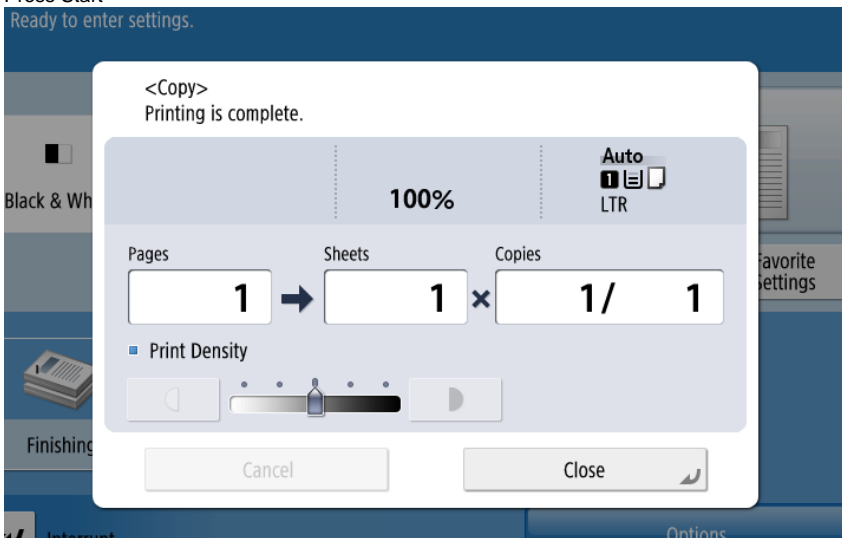 Ready to enter settings.
<Copy>
Printing is complete.
Auto
1
100%
LTR
Black & Wh
Pages
Sheets
Copies
1
1
×
1/ 1
Favorite
Settings
Print Density
Finishing
Cancel
Close
Options